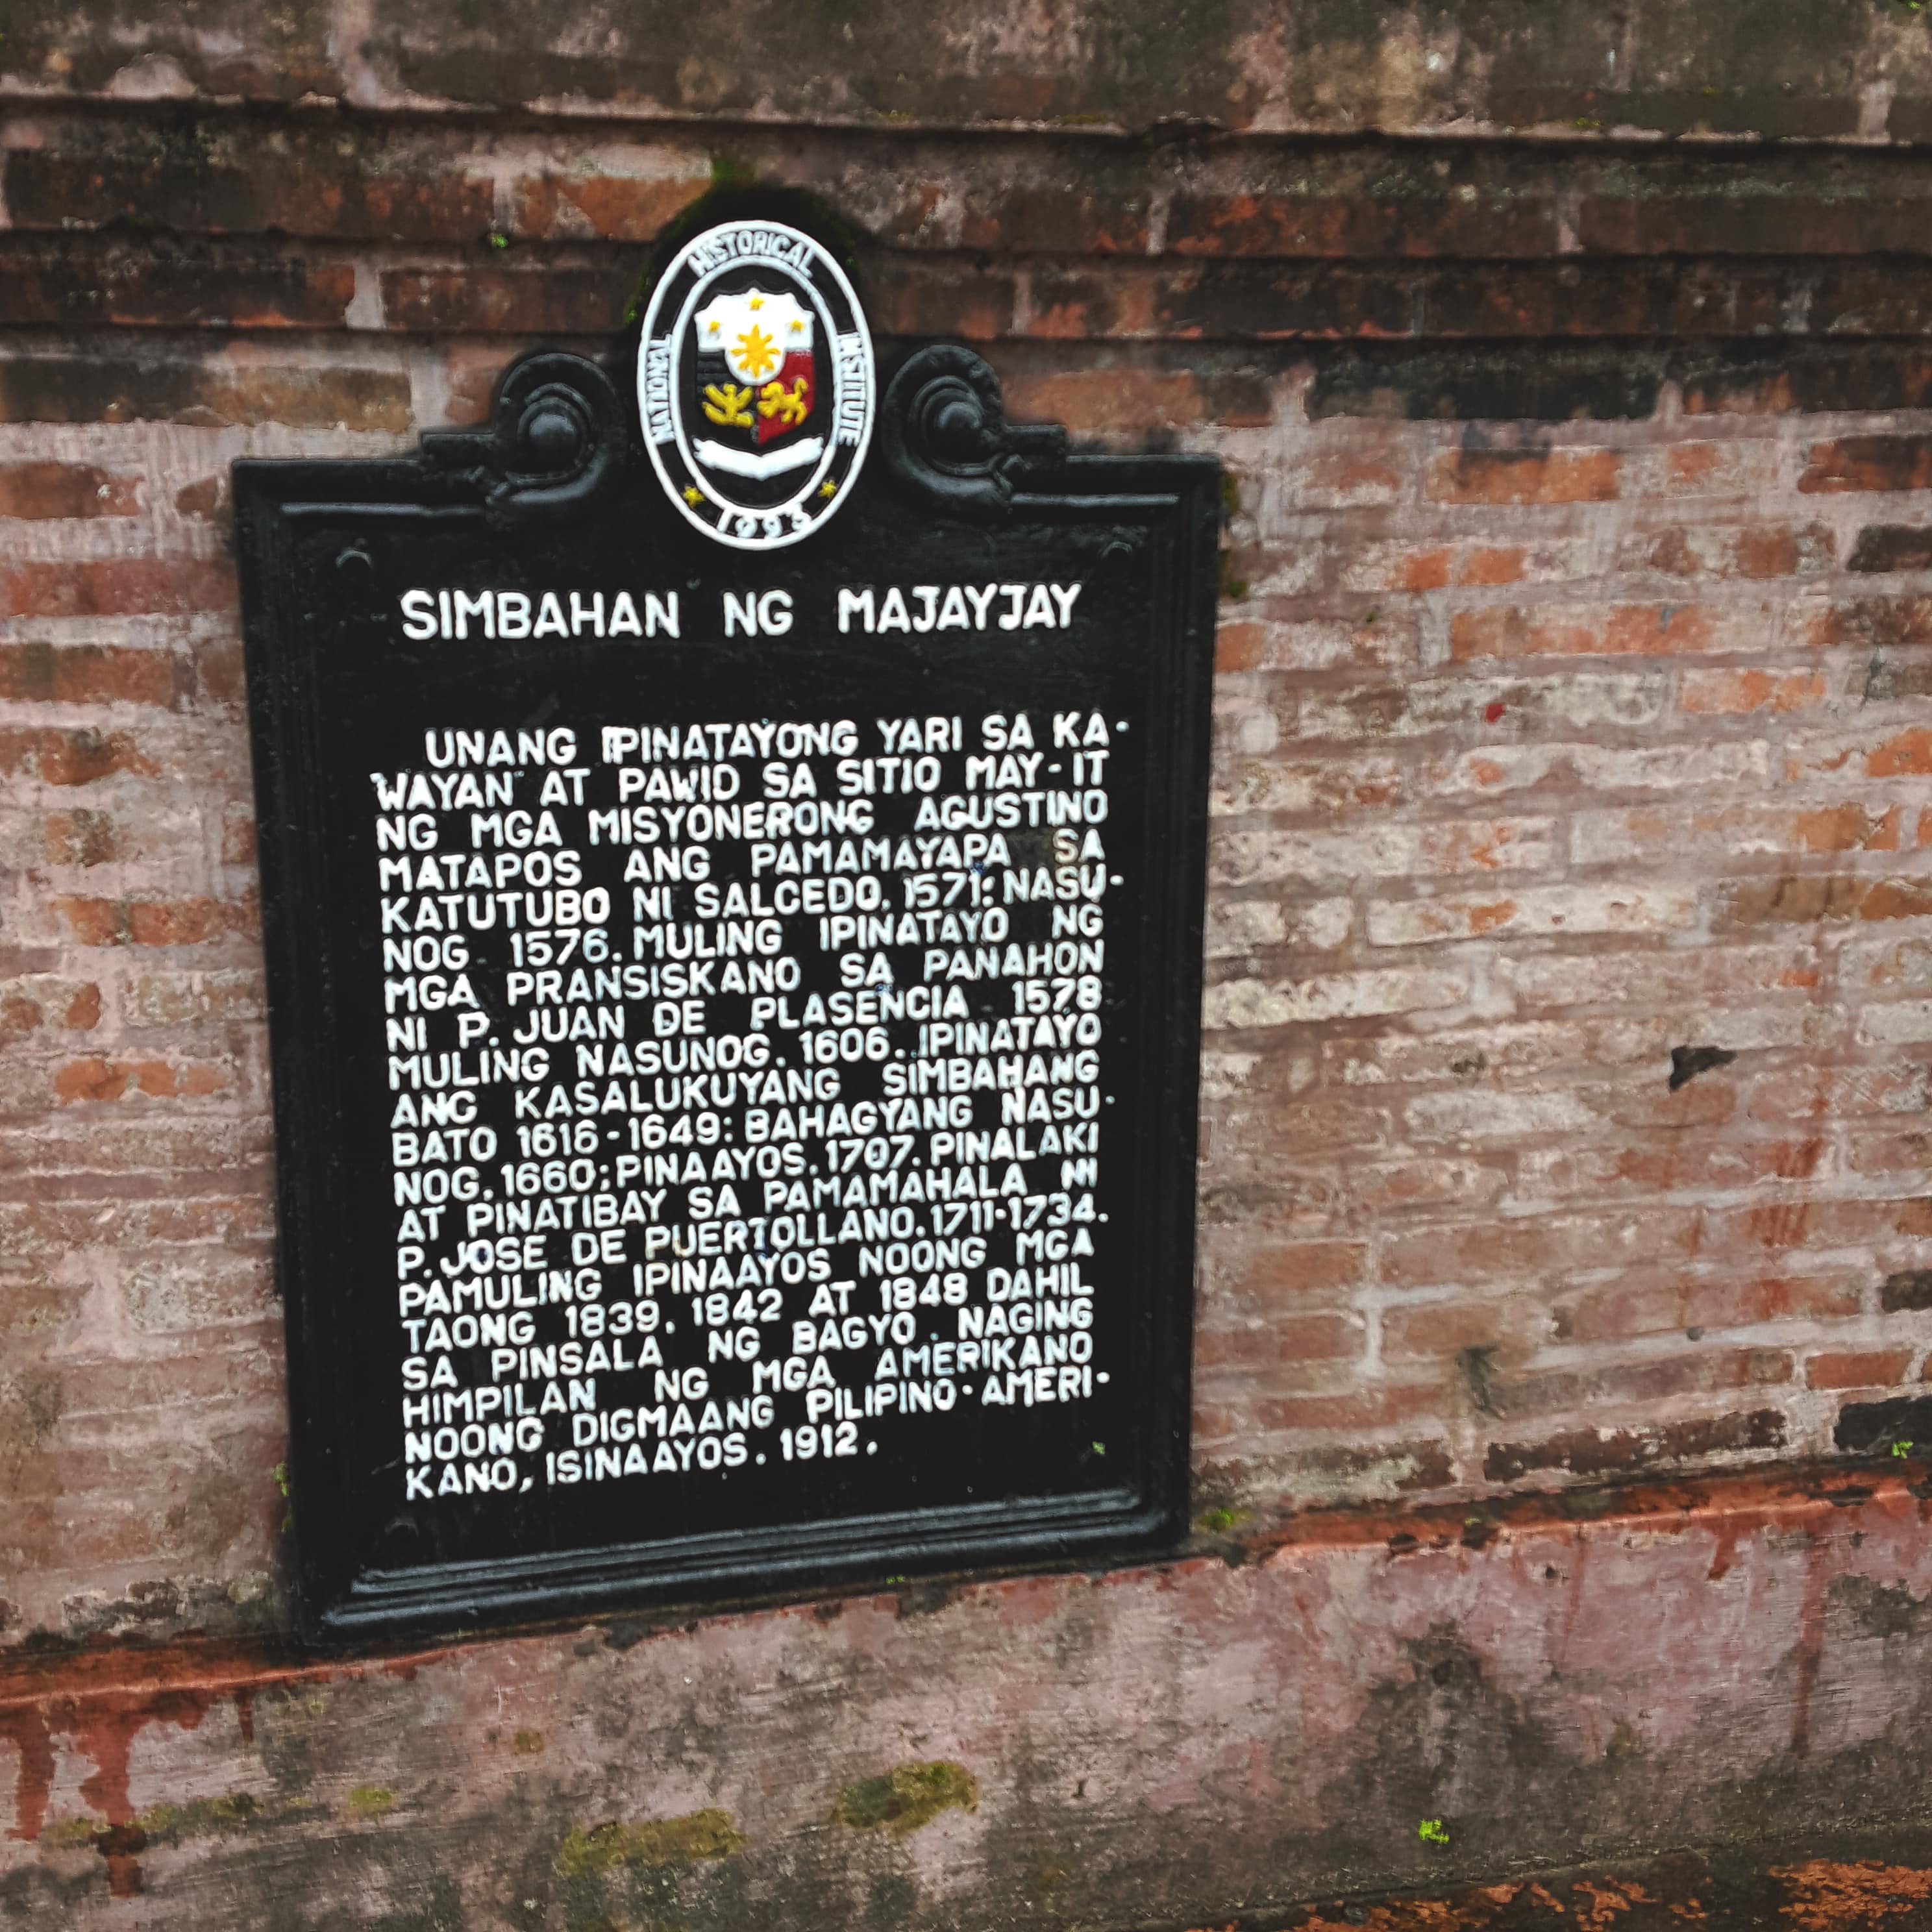 NATIONAL HISTORICAL INSTITUTE
1993
SIMBAHAN NG MAJAYJAY
UNANG IPINATAYONG YARI SA KA-
WAYAN AT PAWID SA SITIO MAY-IT
NG MGA MISYONERONG AGUSTINO
MATAPOS ANG PAMAMAYAPA SA
KATUTUBO NI SALCEDO, 1571; NASU-
NOG 1576. MULING IPINATAYO NG
MGA PRANSISKANO SA PANAHON
NI P. JUAN DE PLASENCIA 1578
MULING NASUNOG, 1606. IPINATAYO
ANG KASALUKUYANG SIMBAHANG
BATO 1616-1649; BAHAGYANG NASU-
NOG, 1660; PINAAYOS, 1707. PINALAKI
AT PINATIBAY SA PAMAMAHALA NI
P. JOSE DE PUERTOLLANO, 1711-1734.
PAMULING IPINAAYOS NOONG MGA
TAONG 1839, 1842 AT 1848 DAHIL
SA PINSALA NG BAGYO. NAGING
HIMPILAN NG MGA AMERIKANO
NOONG DIGMAANG PILIPINO-AMERI-
KANO, ISINAAYOS, 1912.